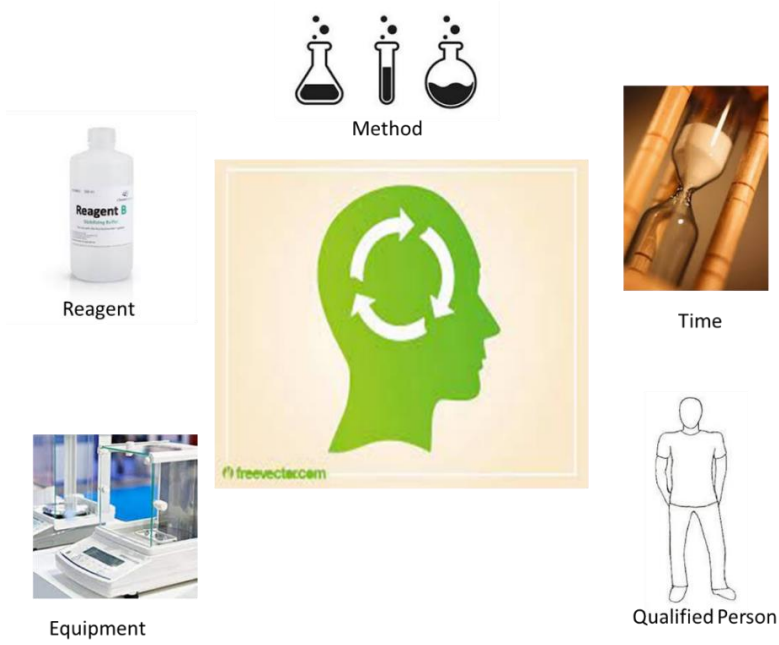 Method
Reagent B
Reagent
Time
freevector.com
Equipment
Qualified Person